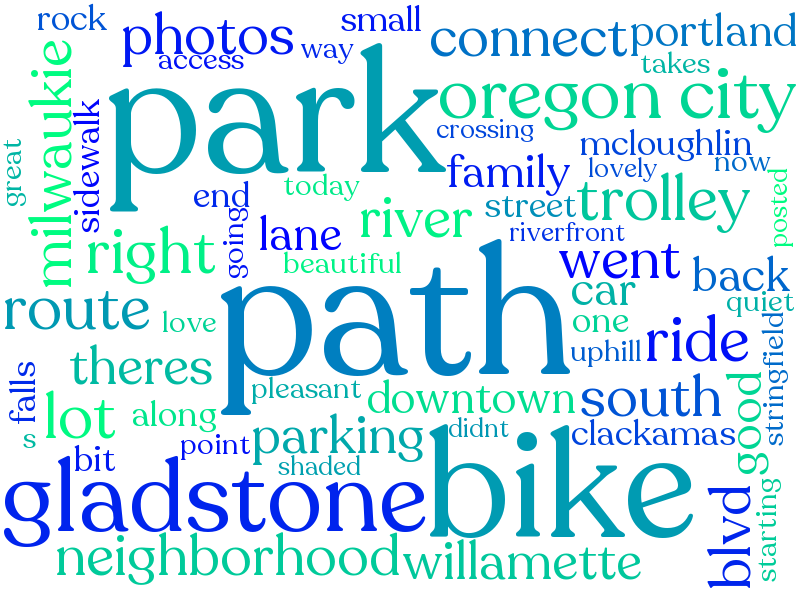 rock
photos
small
connect
portland
access
way
takes
park
oregon city
milwaukie
sidewalk
great
crossing
mcloughlin
family
lovely
now
end
today
street
trolley
posted
going
lane
river
riverfront
right
beautiful
went
back
car
quiet
route
love
path
one
ride
uphill
stringfield
theres
pleasant
downtown
south
falls
lot
along
parking
didnt
clackamas
good
s
bit
point
shaded
gladstone
bike
blvd
starting
neighborhood
willamette